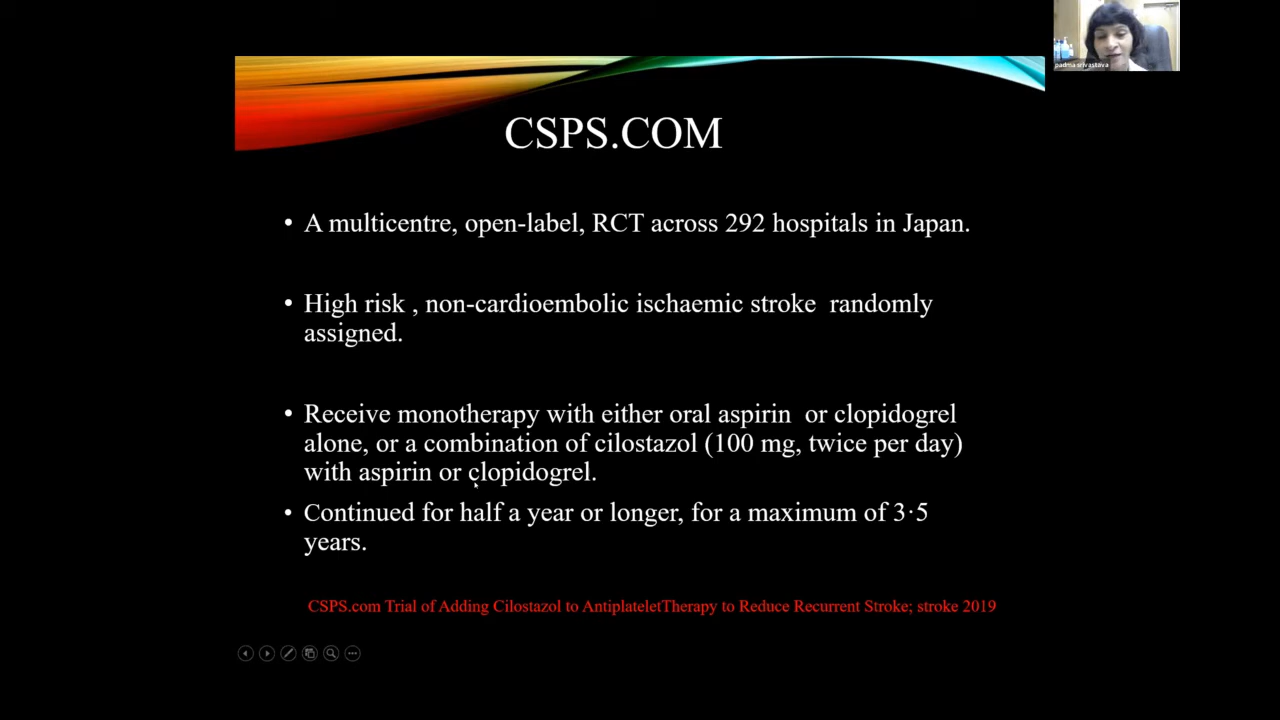 padma srivastava
CSPS.COM
• A multicentre, open-label, RCT across 292 hospitals in Japan.
• High risk , non-cardioembolic ischaemic stroke  randomly
assigned.
• Receive monotherapy with either oral aspirin  or clopidogrel
alone, or a combination of cilostazol (100 mg, twice per day)
with aspirin or clopidogrel.
• Continued for half a year or longer, for a maximum of 3·5
years.
CSPS.com Trial of Adding Cilostazol to AntiplateletTherapy to Reduce Recurrent Stroke; stroke 2019